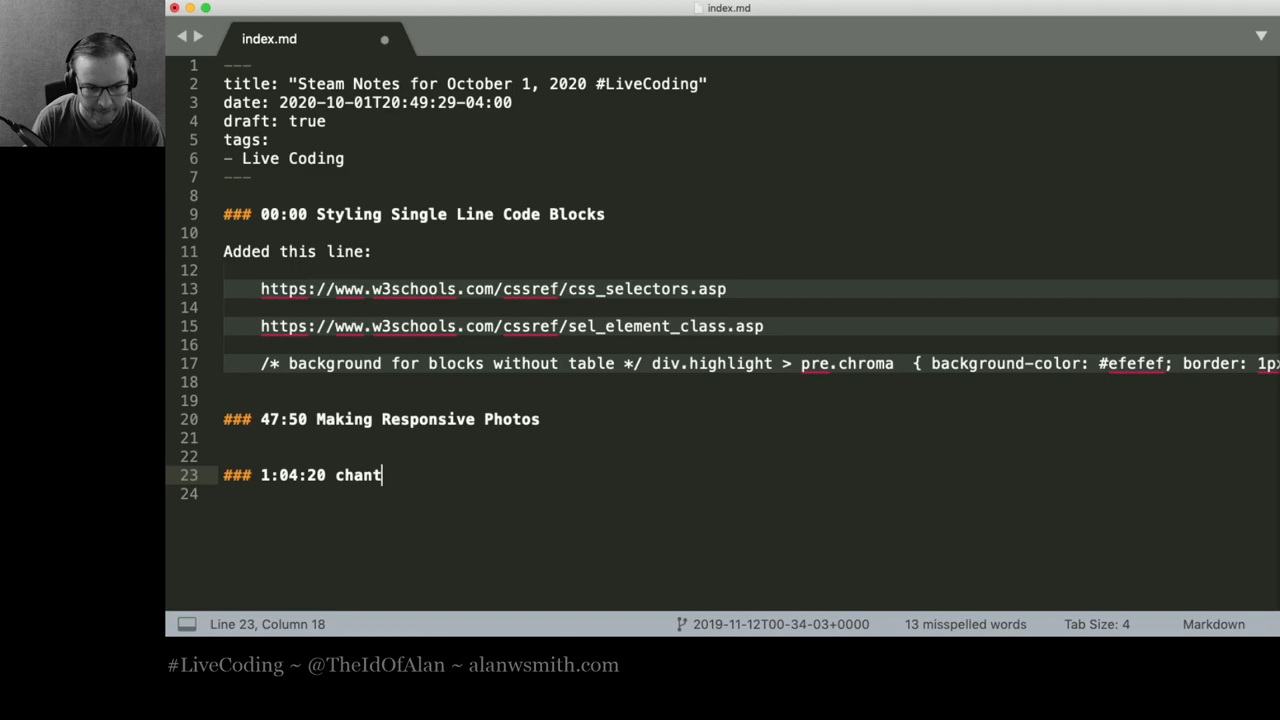 index.md
index.md
1 ---
2 title: "Steam Notes for October 1, 2020 #LiveCoding"
3 date: 2020-10-01T20:49:29-04:00
4 draft: true
5 tags:
6 - Live Coding
7 ---
8
9 ### 00:00 Styling Single Line Code Blocks
10
11 Added this line:
12
13 https://www.w3schools.com/cssref/css_selectors.asp
14
15 https://www.w3schools.com/cssref/sel_element_class.asp
16
17 /* background for blocks without table */ div.highlight > pre.chroma  { background-color: #efefef; border: 1px
18
19
20 ### 47:50 Making Responsive Photos
21
22
23 ### 1:04:20 chant
24
Line 23, Column 18 2019-11-12T00-34-03+0000 13 misspelled words Tab Size: 4 Markdown
#LiveCoding ~ @TheIdOfAlan ~ alanwsmith.com